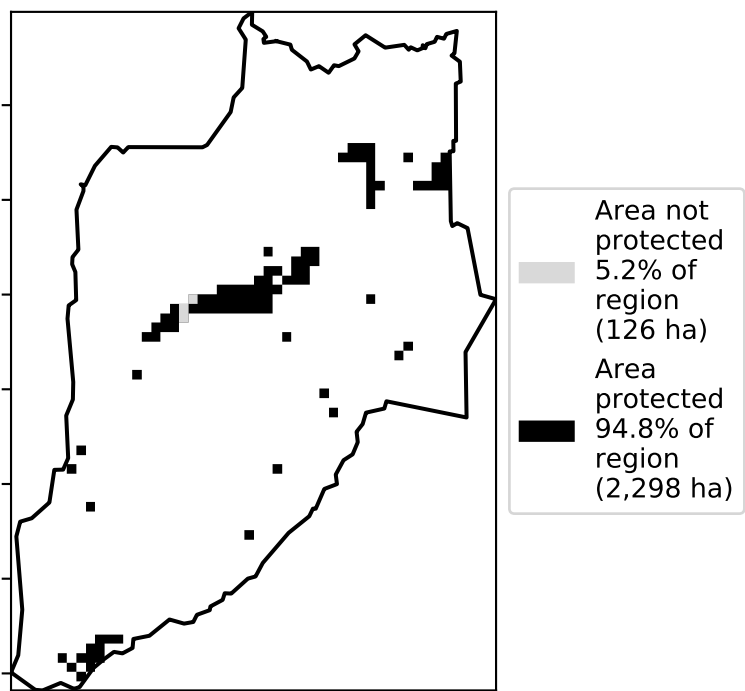 Area not
protected
5.2% of
region
(126 ha)
Area
protected
94.8% of
region
(2,298 ha)